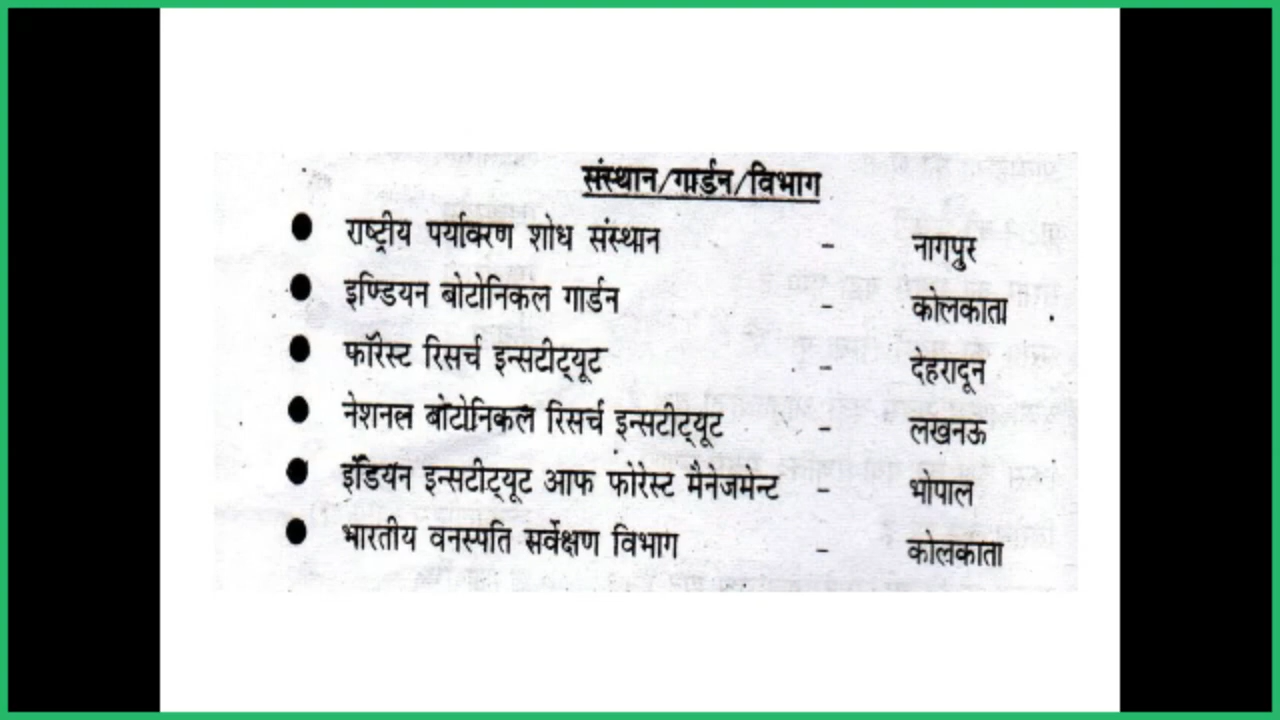 संस्थान/गार्डन/विभाग
● राष्ट्रीय पर्यावरण शोध संस्थान - नागपुर
● इण्डियन बोटोनिकल गार्डन - कोलकाता
● फॉरेस्ट रिसर्च इन्सटीट्यूट - देहरादून
● नेशनल बोटोनिकल रिसर्च इन्सटीट्यूट - लखनऊ
● इंडियन इन्सटीट्यूट आफ फोरेस्ट मैनेजमेन्ट - भोपाल
● भारतीय वनस्पति सर्वेक्षण विभाग - कोलकाता